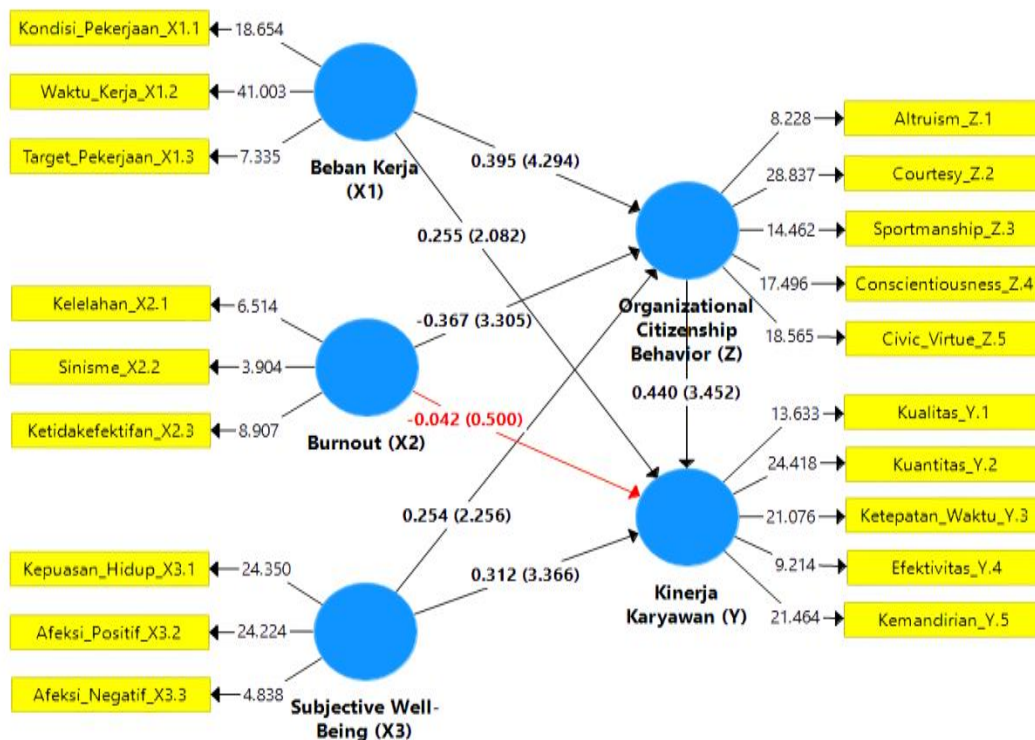 Kondisi_Pekerjaan_X1.1
18.654
Waktu_Kerja_X1.2
41.003
Target_Pekerjaan_X1.3
7.335
Beban Kerja
(X1)
Kelelahan_X2.1
6.514
Sinisme_X2.2
3.904
Ketidakefektifan_X2.3
8.907
Burnout (X2)
Kepuasan_Hidup_X3.1
24.350
Afeksi_Positif_X3.2
24.224
Afeksi_Negatif_X3.3
4.838
Subjective Well-
Being (X3)
0.395 (4.294)
0.255 (2.082)
-0.367 (3.305)
-0.042 (0.500)
0.254 (2.256)
0.312 (3.366)
Organizational
Citizenship
Behavior (Z)
0.440 (3.452)
Kinerja
Karyawan (Y)
8.228
Altruism_Z.1
28.837
Courtesy_Z.2
14.462
Sportmanship_Z.3
17.496
Conscientiousness_Z.4
18.565
Civic_Virtue_Z.5
13.633
Kualitas_Y.1
24.418
Kuantitas_Y.2
21.076
Ketepatan_Waktu_Y.3
9.214
Efektivitas_Y.4
21.464
Kemandirian_Y.5